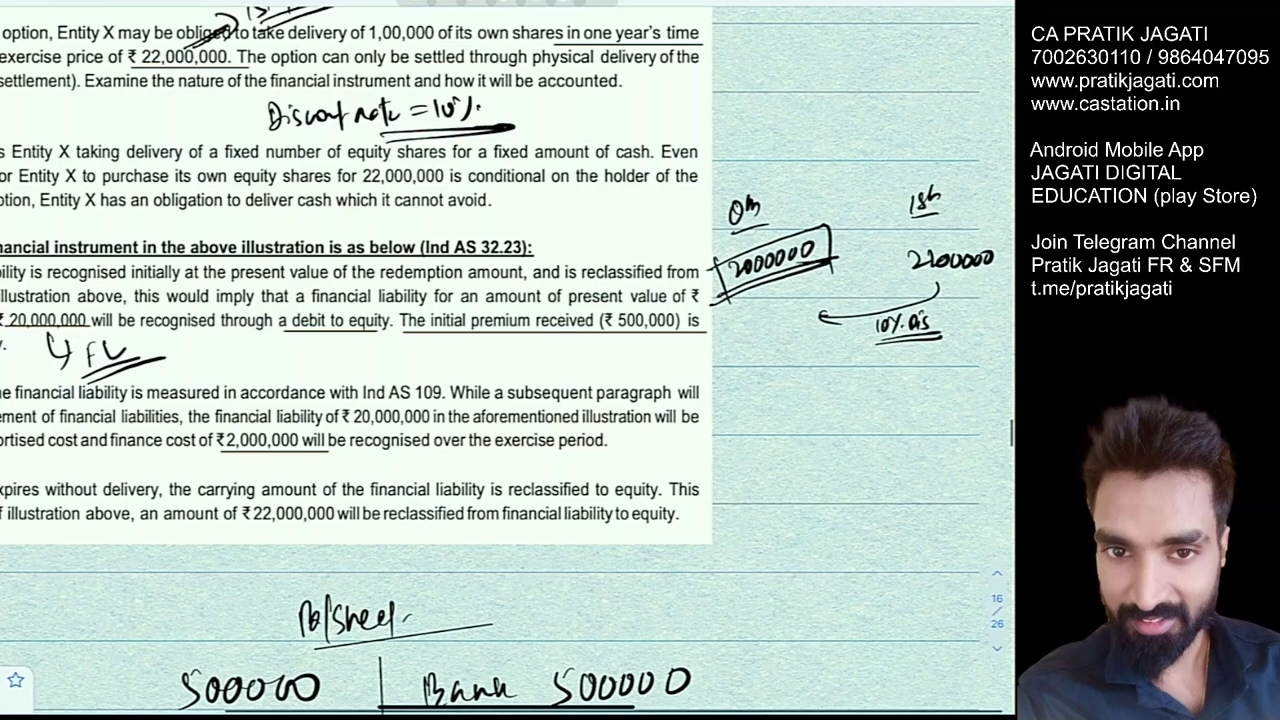 option, Entity X may be obliged to take delivery of 1,00,000 of its own shares in one year's time
exercise price of ₹ 22,000,000. The option can only be settled through physical delivery of the
settlement). Examine the nature of the financial instrument and how it will be accounted.
Discount rate = 10%.
s Entity X taking delivery of a fixed number of equity shares for a fixed amount of cash. Even
or Entity X to purchase its own equity shares for 22,000,000 is conditional on the holder of the
ption, Entity X has an obligation to deliver cash which it cannot avoid.
nancial instrument in the above illustration is as below (Ind AS 32.23):
bility is recognised initially at the present value of the redemption amount, and is reclassified from
illustration above, this would imply that a financial liability for an amount of present value of ₹
₹ 20,000,000 will be recognised through a debit to equity. The initial premium received (₹ 500,000) is
y.
FL
he financial liability is measured in accordance with Ind AS 109. While a subsequent paragraph will
ement of financial liabilities, the financial liability of ₹ 20,000,000 in the aforementioned illustration will be
ortised cost and finance cost of ₹2,000,000 will be recognised over the exercise period.
xpires without delivery, the carrying amount of the financial liability is reclassified to equity. This
f illustration above, an amount of ₹22,000,000 will be reclassified from financial liability to equity.
0th 1st
2000000 2200000
10% dis
B/Sheet
500000 Bank 500000
16
/
26
CA PRATIK JAGATI
7002630110 / 9864047095
www.pratikjagati.com
www.castation.in
Android Mobile App
JAGATI DIGITAL
EDUCATION (play Store)
Join Telegram Channel
Pratik Jagati FR & SFM
t.me/pratikjagati